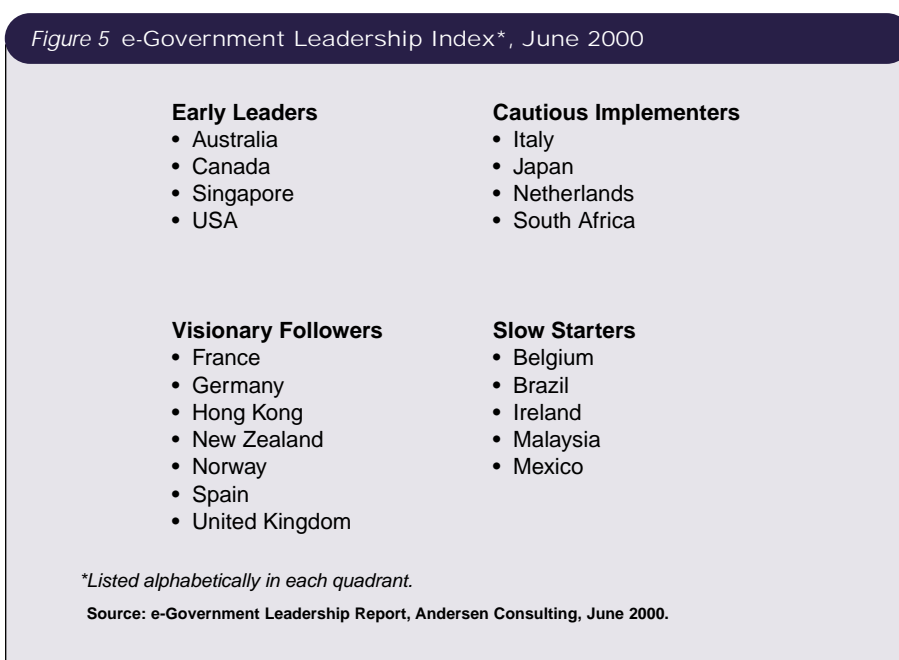 Figure 5 e-Government Leadership Index*, June 2000
Early Leaders
• Australia
• Canada
• Singapore
• USA
Cautious Implementers
• Italy
• Japan
• Netherlands
• South Africa
Visionary Followers
• France
• Germany
• Hong Kong
• New Zealand
• Norway
• Spain
• United Kingdom
Slow Starters
• Belgium
• Brazil
• Ireland
• Malaysia
• Mexico
*Listed alphabetically in each quadrant.
Source: e-Government Leadership Report, Andersen Consulting, June 2000.